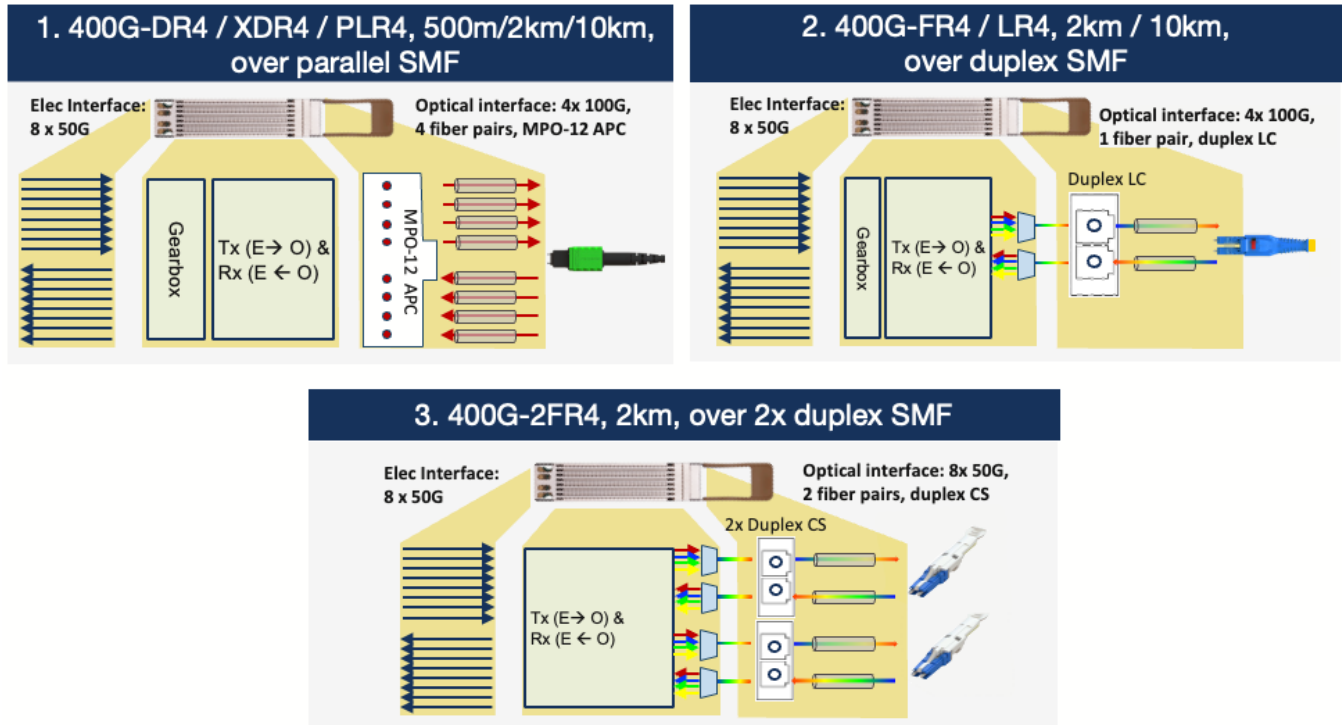 1. 400G-DR4 / XDR4 / PLR4, 500m/2km/10km,
over parallel SMF
Elec Interface:
8 x 50G
Optical interface: 4x 100G,
4 fiber pairs, MPO-12 APC
Gearbox
Tx (E→ O) &
Rx (E ← O)
MPO-12 APC
2. 400G-FR4 / LR4, 2km / 10km,
over duplex SMF
Elec Interface:
8 x 50G
Optical interface: 4x 100G,
1 fiber pair, duplex LC
Gearbox
Tx (E→ O) &
Rx (E ← O)
Duplex LC
3. 400G-2FR4, 2km, over 2x duplex SMF
Elec Interface:
8 x 50G
Optical interface: 8x 50G,
2 fiber pairs, duplex CS
2x Duplex CS
Tx (E→ O) &
Rx (E ← O)